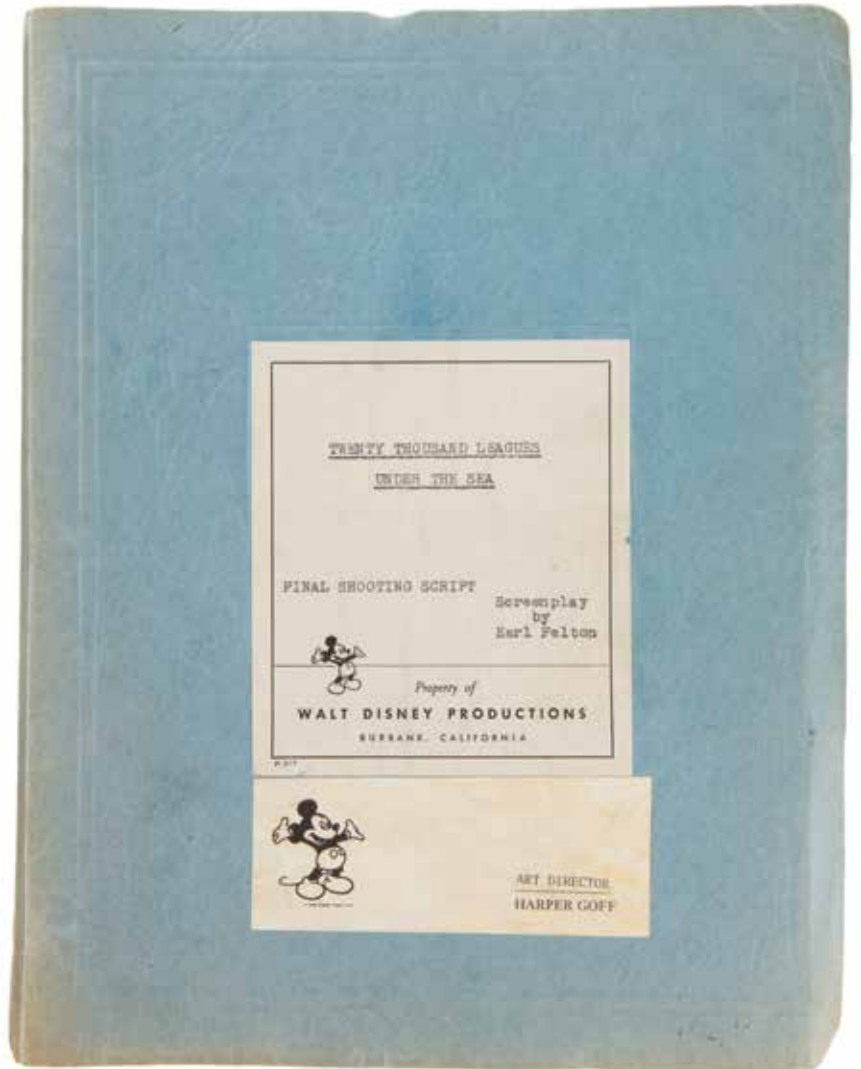 TWENTY THOUSAND LEAGUES
UNDER THE SEA
FINAL SHOOTING SCRIPT
Screenplay
by
Earl Felton
Property of
WALT DISNEY PRODUCTIONS
BURBANK, CALIFORNIA
ART DIRECTOR
HARPER GOFF